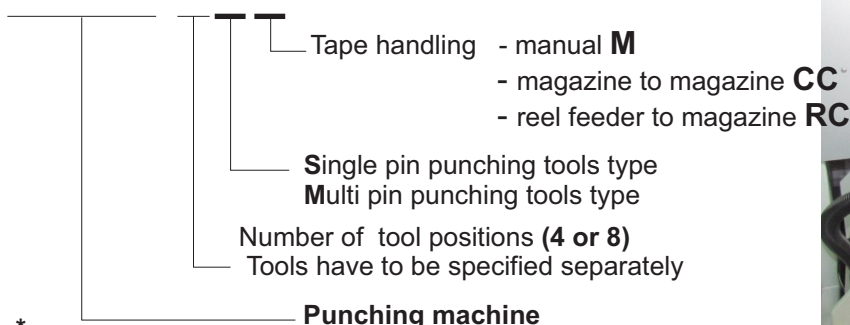 Tape handling - manual M
- magazine to magazine CC
- reel feeder to magazine RC
Single pin punching tools type
Multi pin punching tools type
Number of tool positions (4 or 8)
Tools have to be specified separately
Punching machine
*